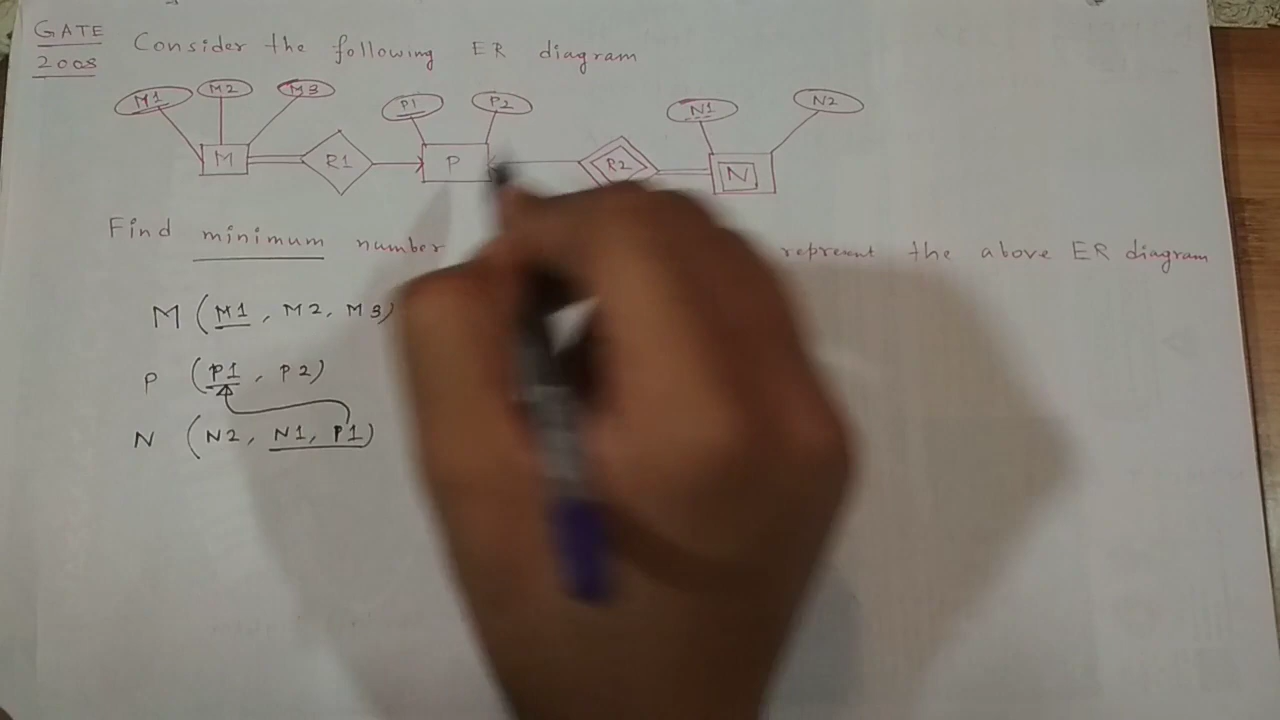 GATE
2008
Consider the following ER diagram
M1 M2 M3 P1 P2 N1 N2
M R1 P R2 N
Find minimum number represent the above ER diagram
M (M1, M2, M3)
P (P1, P2)
N (N2, N1, P1)